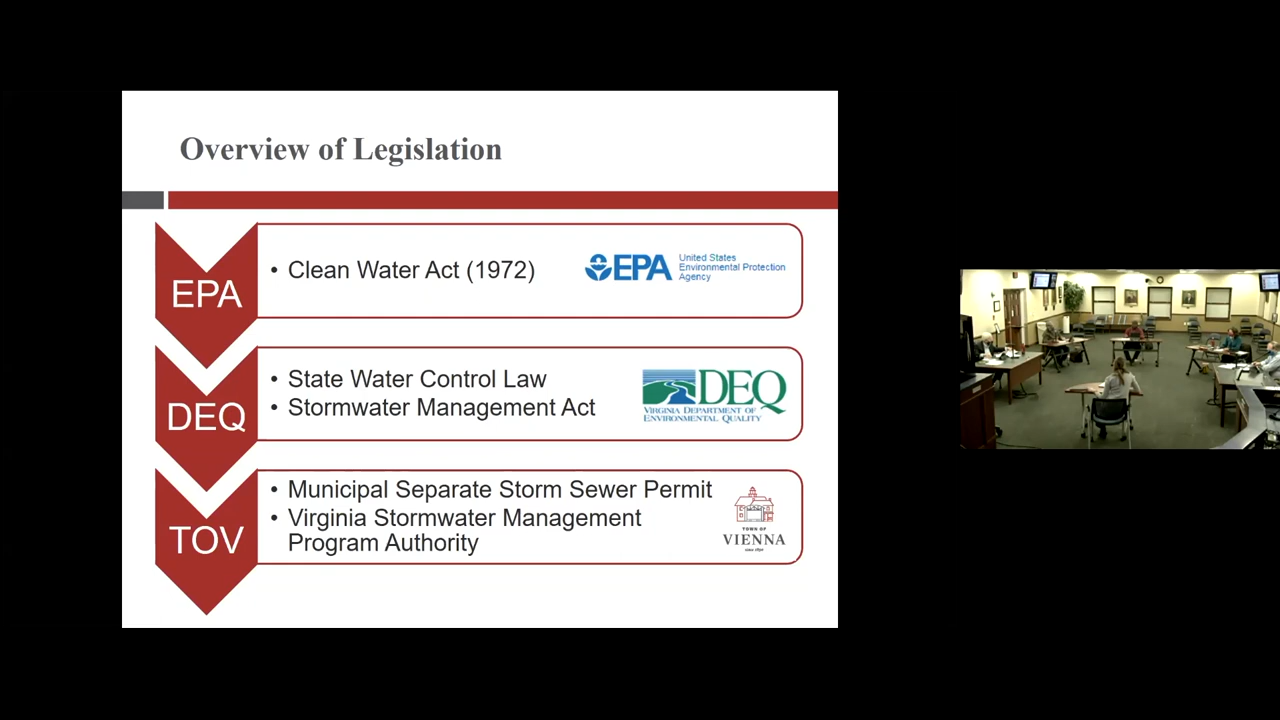 Overview of Legislation
EPA
• Clean Water Act (1972)
EPA United States
Environmental Protection
Agency
DEQ
• State Water Control Law
• Stormwater Management Act
DEQ
VIRGINIA DEPARTMENT OF
ENVIRONMENTAL QUALITY
TOV
• Municipal Separate Storm Sewer Permit
• Virginia Stormwater Management
Program Authority
TOWN OF
VIENNA
since 1890